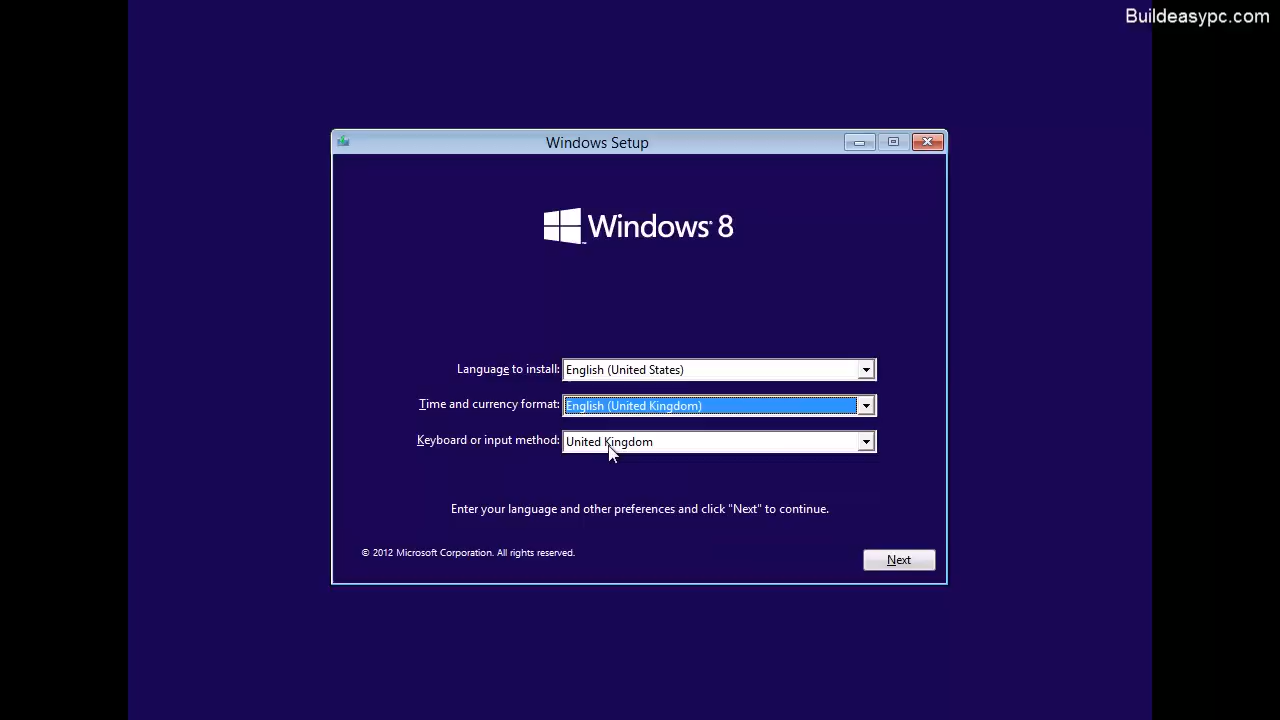 Buildeasypc.com
Windows Setup
Windows 8
Language to install: English (United States)
Time and currency format: English (United Kingdom)
Keyboard or input method: United Kingdom
Enter your language and other preferences and click "Next" to continue.
© 2012 Microsoft Corporation. All rights reserved.
Next